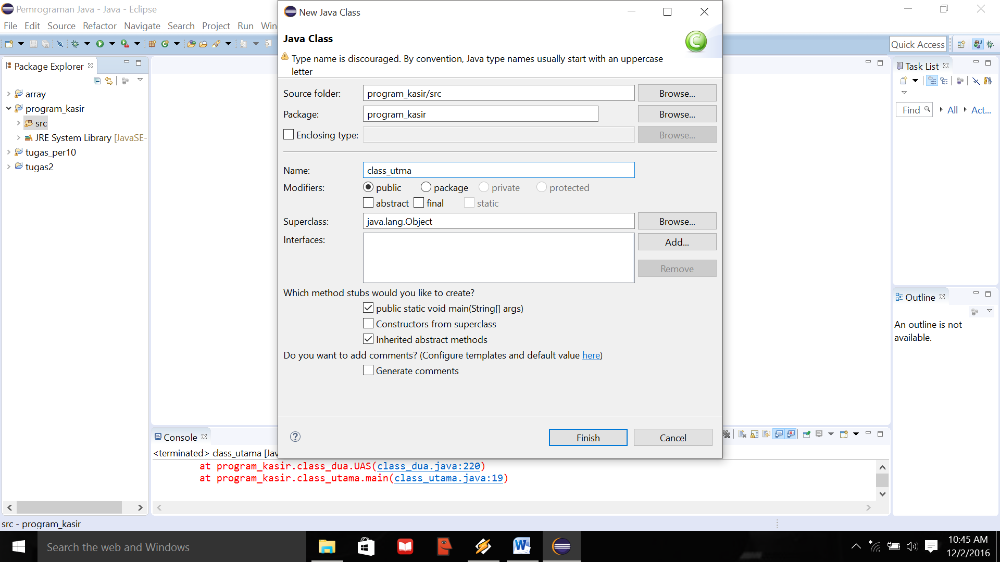 Pemrograman Java - Java - Eclipse
File Edit Source Refactor Navigate Search Project Run Win
Quick Access
Package Explorer
array
program_kasir
src
JRE System Library [JavaSE-
tugas_per10
tugas2
New Java Class
Java Class
Type name is discouraged. By convention, Java type names usually start with an uppercase
letter
Source folder: program_kasir/src Browse...
Package: program_kasir Browse...
Enclosing type: Browse...
Name: class_utma
Modifiers: public package private protected
abstract final static
Superclass: java.lang.Object Browse...
Interfaces: Add...
Remove
Which method stubs would you like to create?
public static void main(String[] args)
Constructors from superclass
Inherited abstract methods
Do you want to add comments? (Configure templates and default value here)
Generate comments
Finish Cancel
Task List
Find All Act...
Outline
An outline is not
available.
Console
<terminated> class_utama [Jav
at program_kasir.class_dua.UAS(class_dua.java:220)
at program_kasir.class_utama.main(class_utama.java:19)
src - program_kasir
Search the web and Windows
10:45 AM
12/2/2016